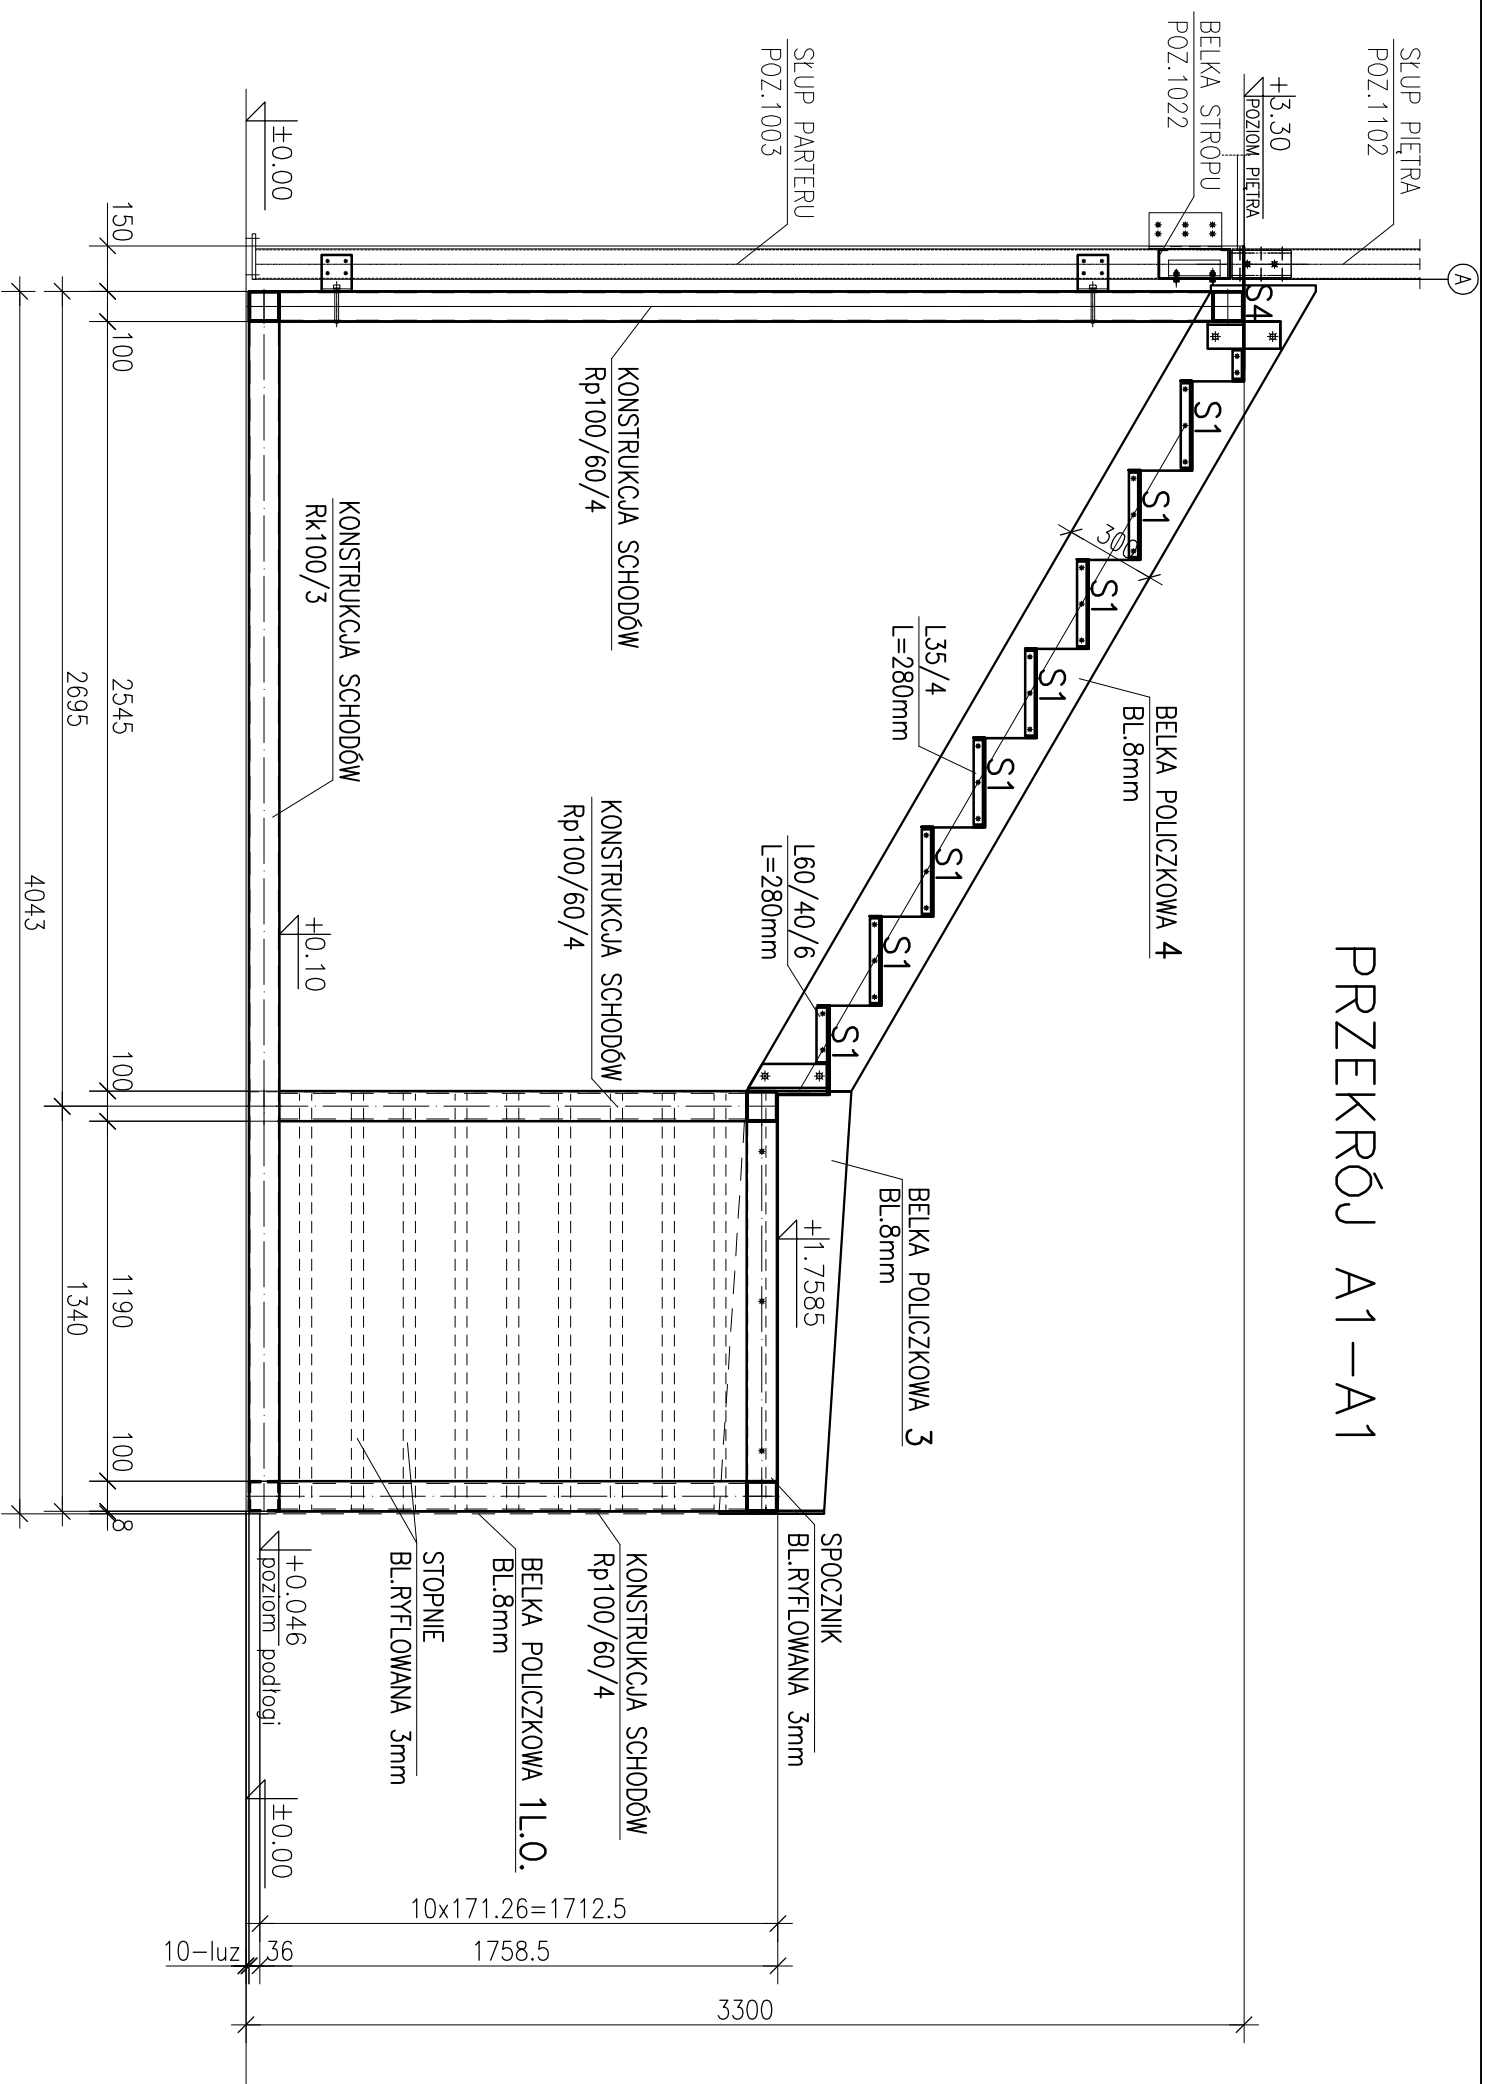 PRZEKRÓJ A1–A1
A
SŁUP PIĘTRA
POZ.1102
+3.30
POZIOM PIĘTRA
BELKA STROPU
POZ.1022
SŁUP PARTERU
POZ.1003
±0.00
S4
S1
S1
S1
S1
S1
S1
S1
S1
300
BELKA POLICZKOWA 4
BL.8mm
L35/4
L=280mm
L60/40/6
L=280mm
KONSTRUKCJA SCHODÓW
Rp100/60/4
KONSTRUKCJA SCHODÓW
Rp100/60/4
KONSTRUKCJA SCHODÓW
Rk100/3
+0.10
BELKA POLICZKOWA 3
BL.8mm
+1.7585
SPOCZNIK
BL.RYFLOWANA 3mm
KONSTRUKCJA SCHODÓW
Rp100/60/4
BELKA POLICZKOWA 1L.O.
BL.8mm
STOPNIE
BL.RYFLOWANA 3mm
+0.046
poziom podłogi
±0.00
10x171.26=1712.5
10–luz
36
1758.5
3300
150
100
2545
100
1190
100
8
2695
1340
4043